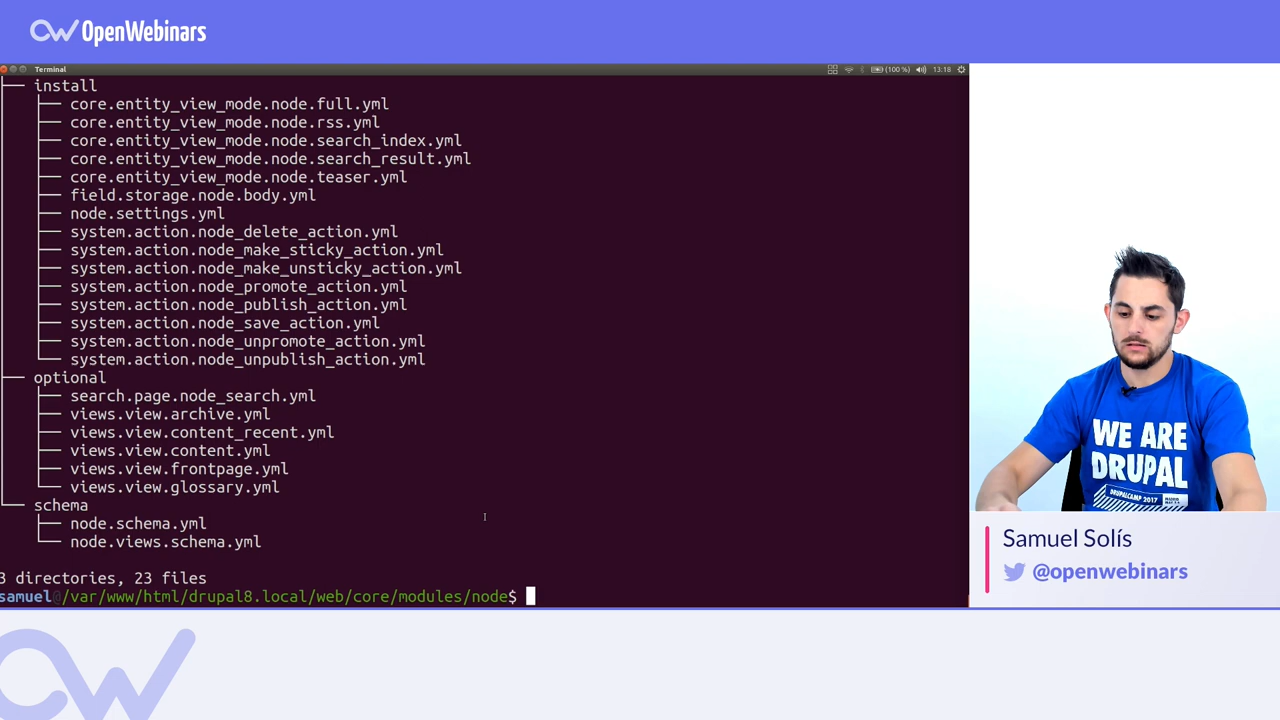 OpenWebinars
Terminal
(100 %)
13:18
install
core.entity_view_mode.node.full.yml
core.entity_view_mode.node.rss.yml
core.entity_view_mode.node.search_index.yml
core.entity_view_mode.node.search_result.yml
core.entity_view_mode.node.teaser.yml
field.storage.node.body.yml
node.settings.yml
system.action.node_delete_action.yml
system.action.node_make_sticky_action.yml
system.action.node_make_unsticky_action.yml
system.action.node_promote_action.yml
system.action.node_publish_action.yml
system.action.node_save_action.yml
system.action.node_unpromote_action.yml
system.action.node_unpublish_action.yml
optional
search.page.node_search.yml
views.view.archive.yml
views.view.content_recent.yml
views.view.content.yml
views.view.frontpage.yml
views.view.glossary.yml
schema
node.schema.yml
node.views.schema.yml
3 directories, 23 files
samuel@/var/www/html/drupal8.local/web/core/modules/node$
WE ARE
DRUPAL
DRUPALCAMP 2017
Samuel Solís
@openwebinars